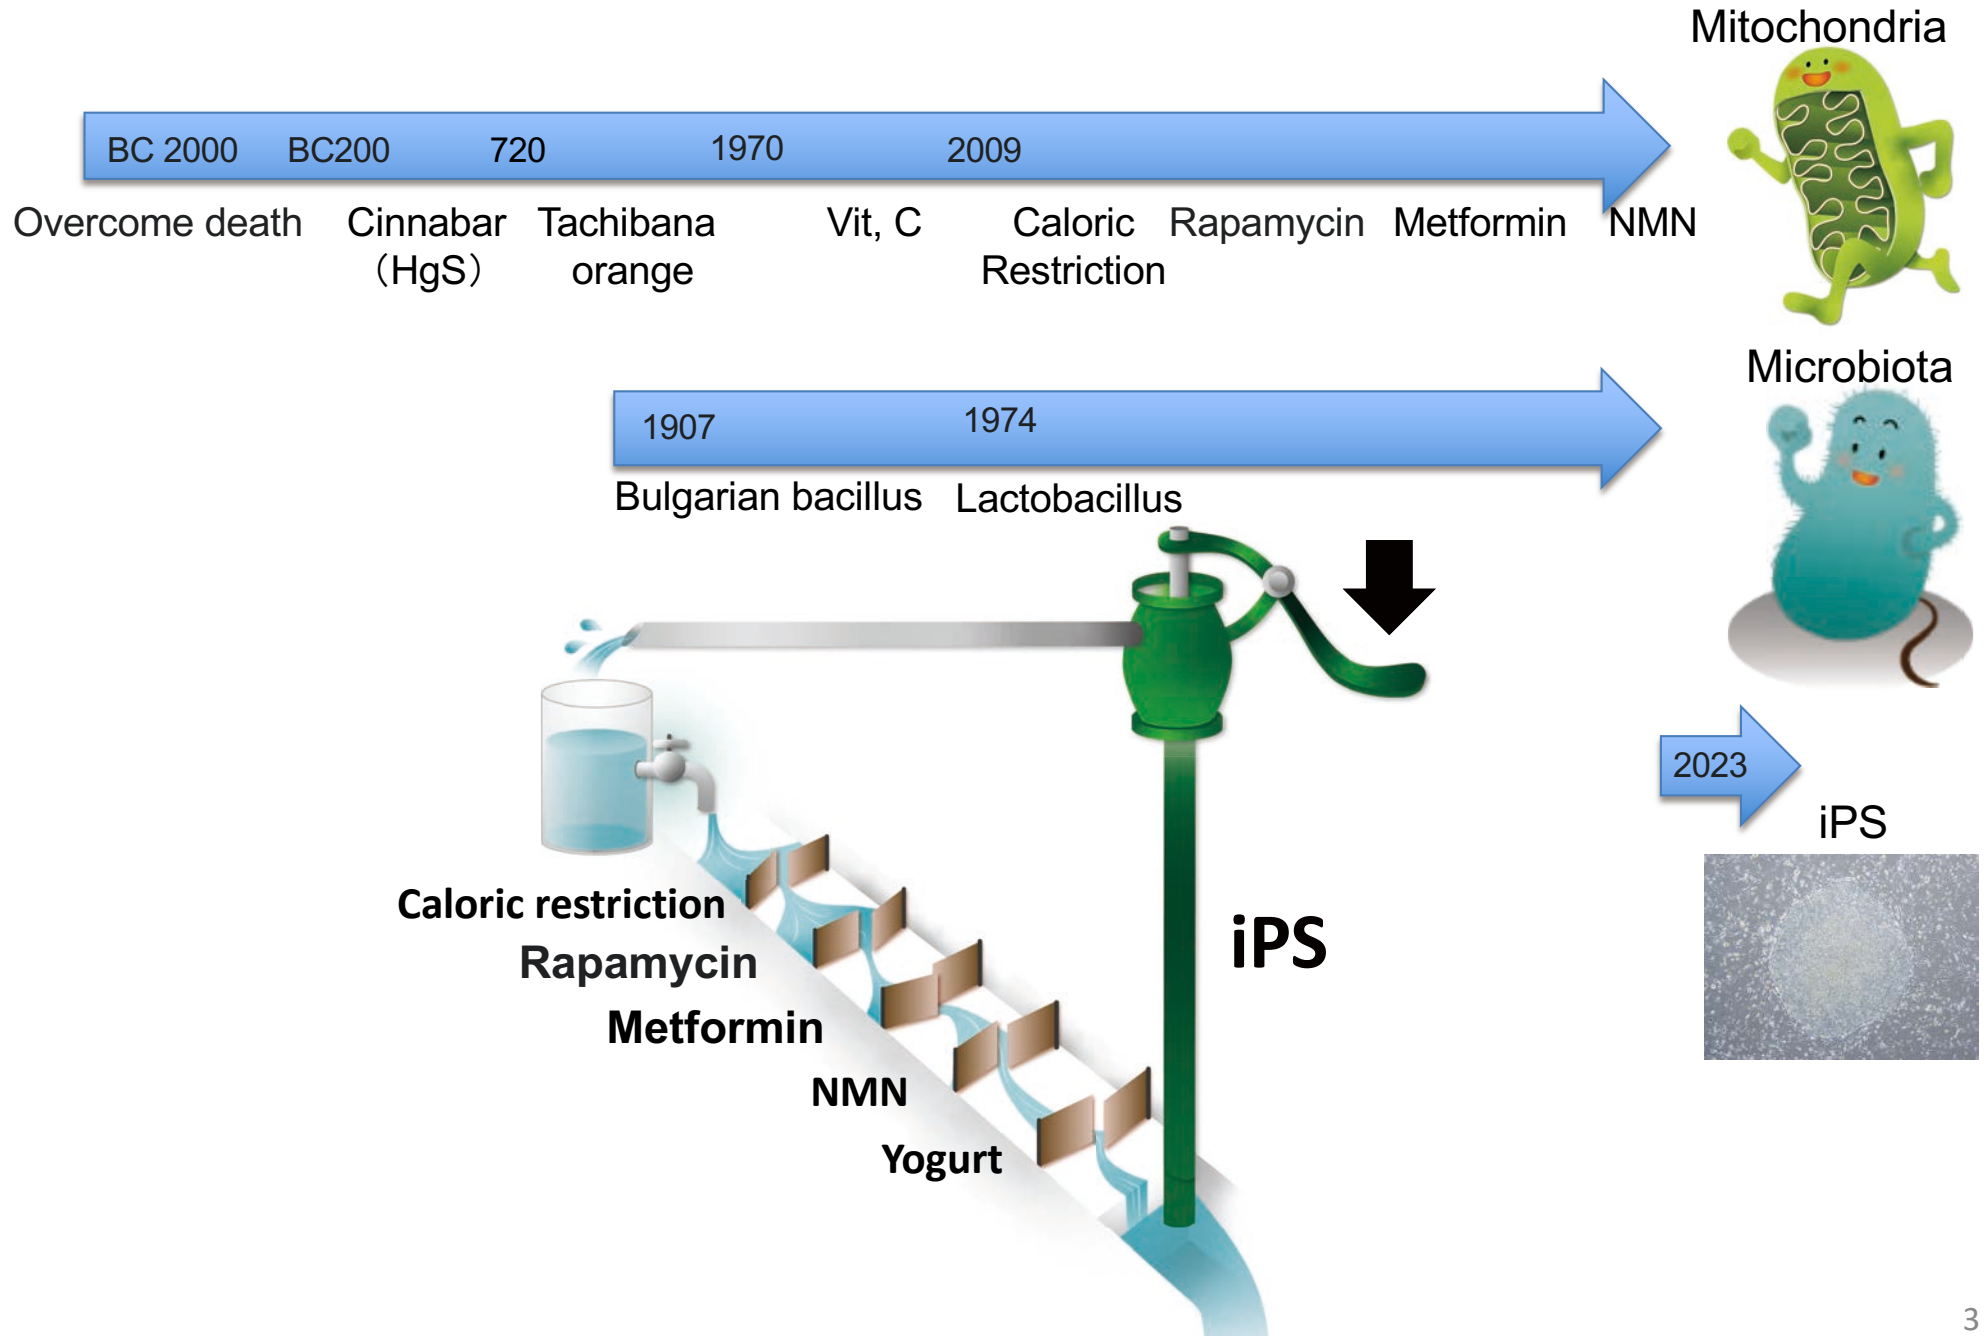 Mitochondria
BC 2000 BC200 720 1970 2009
Overcome death Cinnabar Tachibana Vit, C Caloric Rapamycin Metformin NMN
（HgS） orange Restriction
Microbiota
1907 1974
Bulgarian bacillus Lactobacillus
2023
iPS
Caloric restriction
iPS
Rapamycin
Metformin
NMN
Yogurt
3